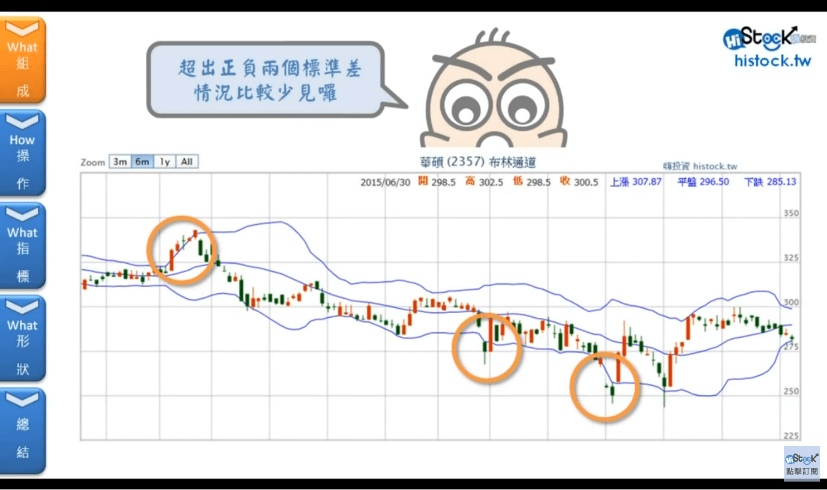 What
組
成
How
操
作
What
指
標
What
形
狀
總
結
超出正負兩個標準差
情況比較少見囉
HiStock
histock.tw
Zoom 3m 6m 1y All
華碩 (2357) 布林通道
嗨投資 histock.tw
2015/06/30 開 298.5 高 302.5 低 298.5 收 300.5 上漲 307.87 平盤 296.50 下跌 285.13
350
325
300
275
250
225
HiStock
點擊訂閱